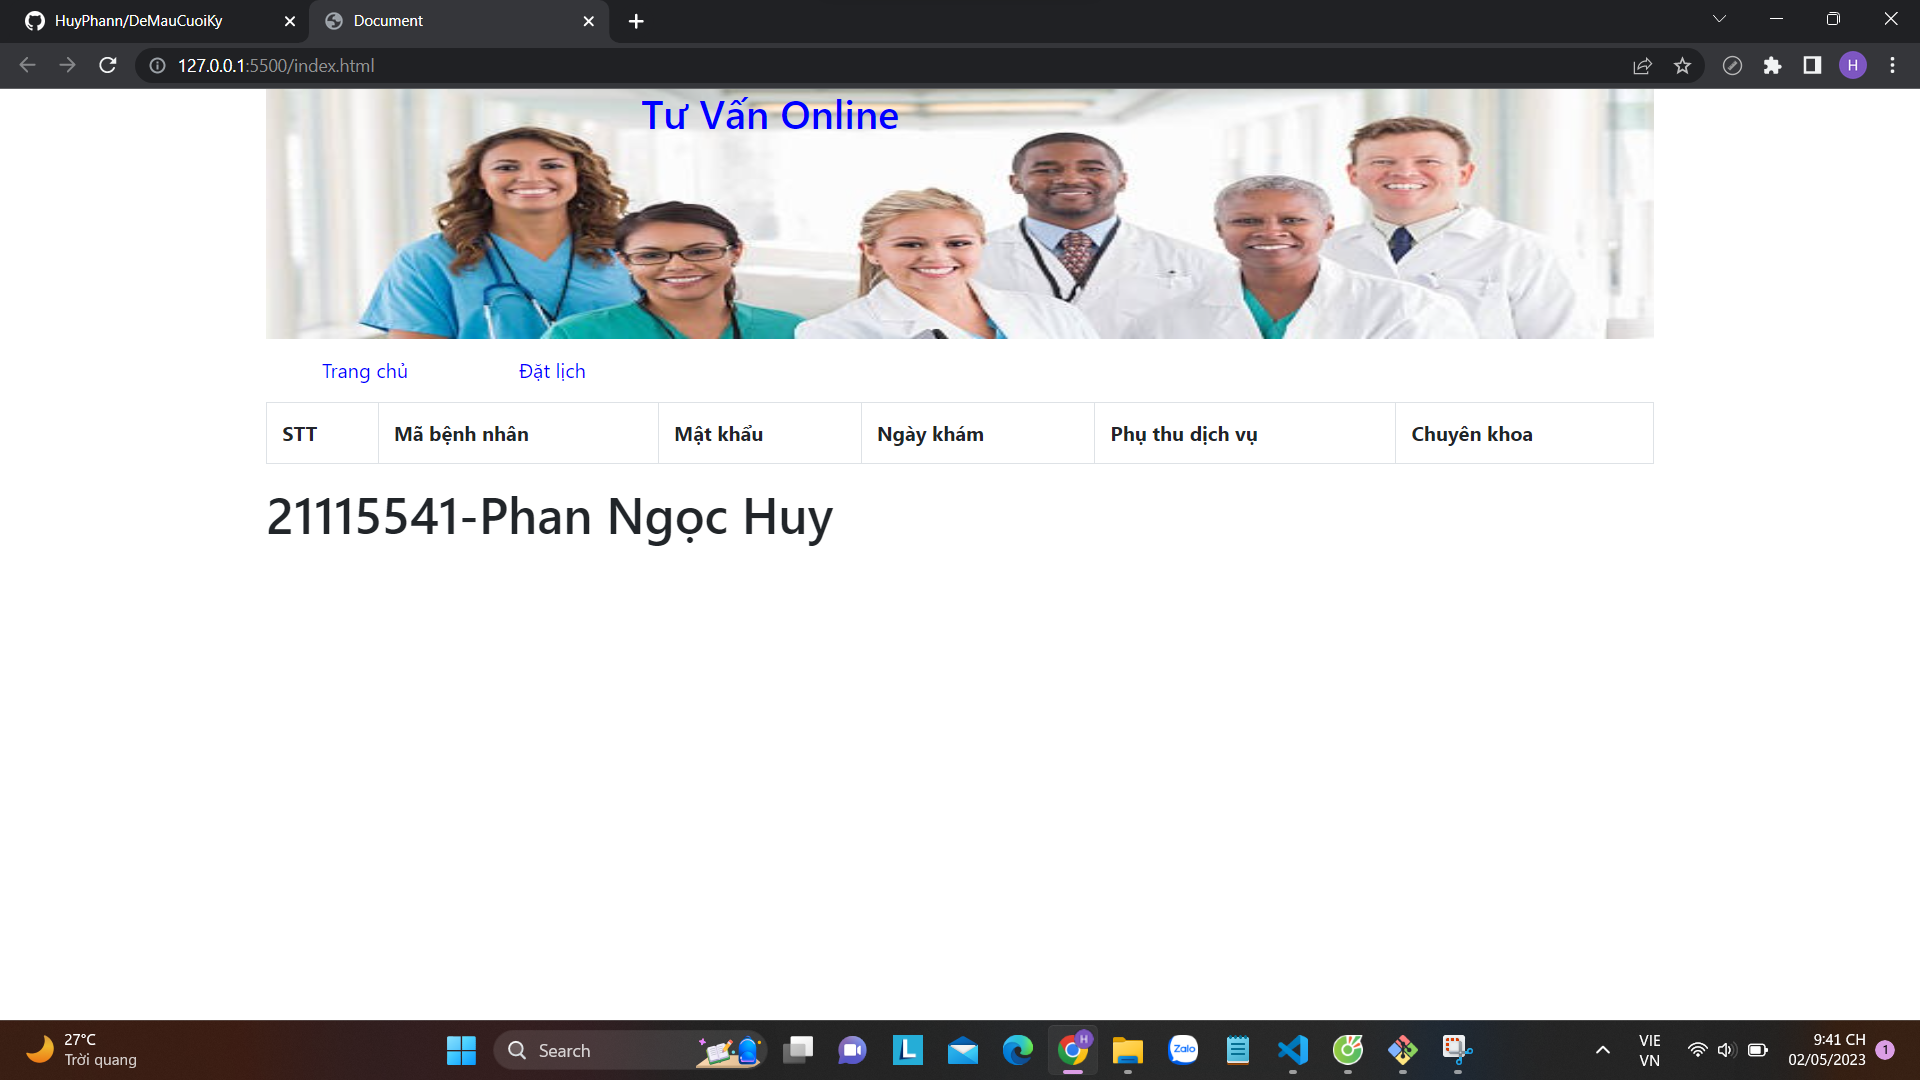 HuyPhann/DeMauCuoiKy
Document
127.0.0.1:5500/index.html
H
Tư Vấn Online
Trang chủ
Đặt lịch
STT
Mã bệnh nhân
Mật khẩu
Ngày khám
Phụ thu dịch vụ
Chuyên khoa
21115541-Phan Ngọc Huy
27°C
Trời quang
Search
L
H
Zalo
VIE
VN
9:41 CH
02/05/2023
1